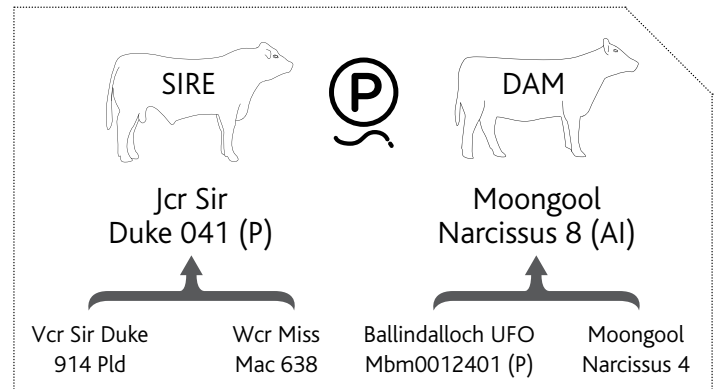 SIRE
P
DAM
Jcr Sir
Duke 041 (P)
Moongool
Narcissus 8 (AI)
Vcr Sir Duke
914 Pld
Wcr Miss
Mac 638
Ballindalloch UFO
Mbm0012401 (P)
Moongool
Narcissus 4